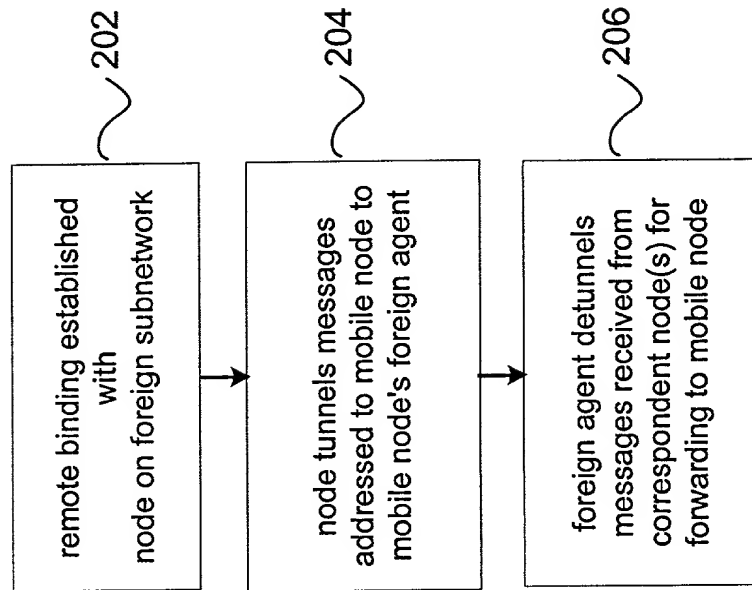 202
remote binding established
with
node on foreign subnetwork
204
node tunnels messages
addressed to mobile node to
mobile node's foreign agent
206
foreign agent detunnels
messages received from
correspondent node(s) for
forwarding to mobile node